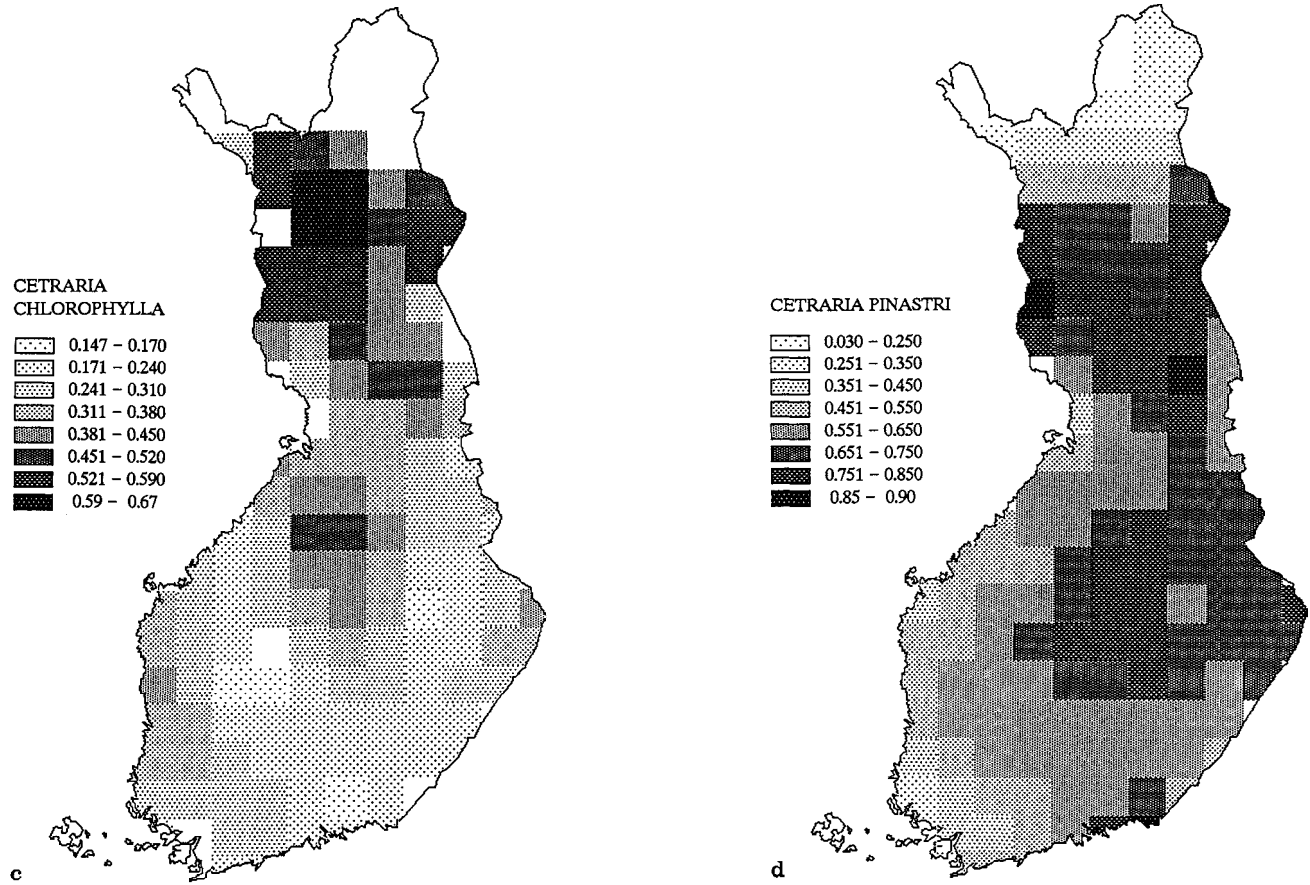 CETRARIA
CHLOROPHYLLA
0.147 – 0.170
0.171 – 0.240
0.241 – 0.310
0.311 – 0.380
0.381 – 0.450
0.451 – 0.520
0.521 – 0.590
0.59 – 0.67
c
CETRARIA PINASTRI
0.030 – 0.250
0.251 – 0.350
0.351 – 0.450
0.451 – 0.550
0.551 – 0.650
0.651 – 0.750
0.751 – 0.850
0.85 – 0.90
d